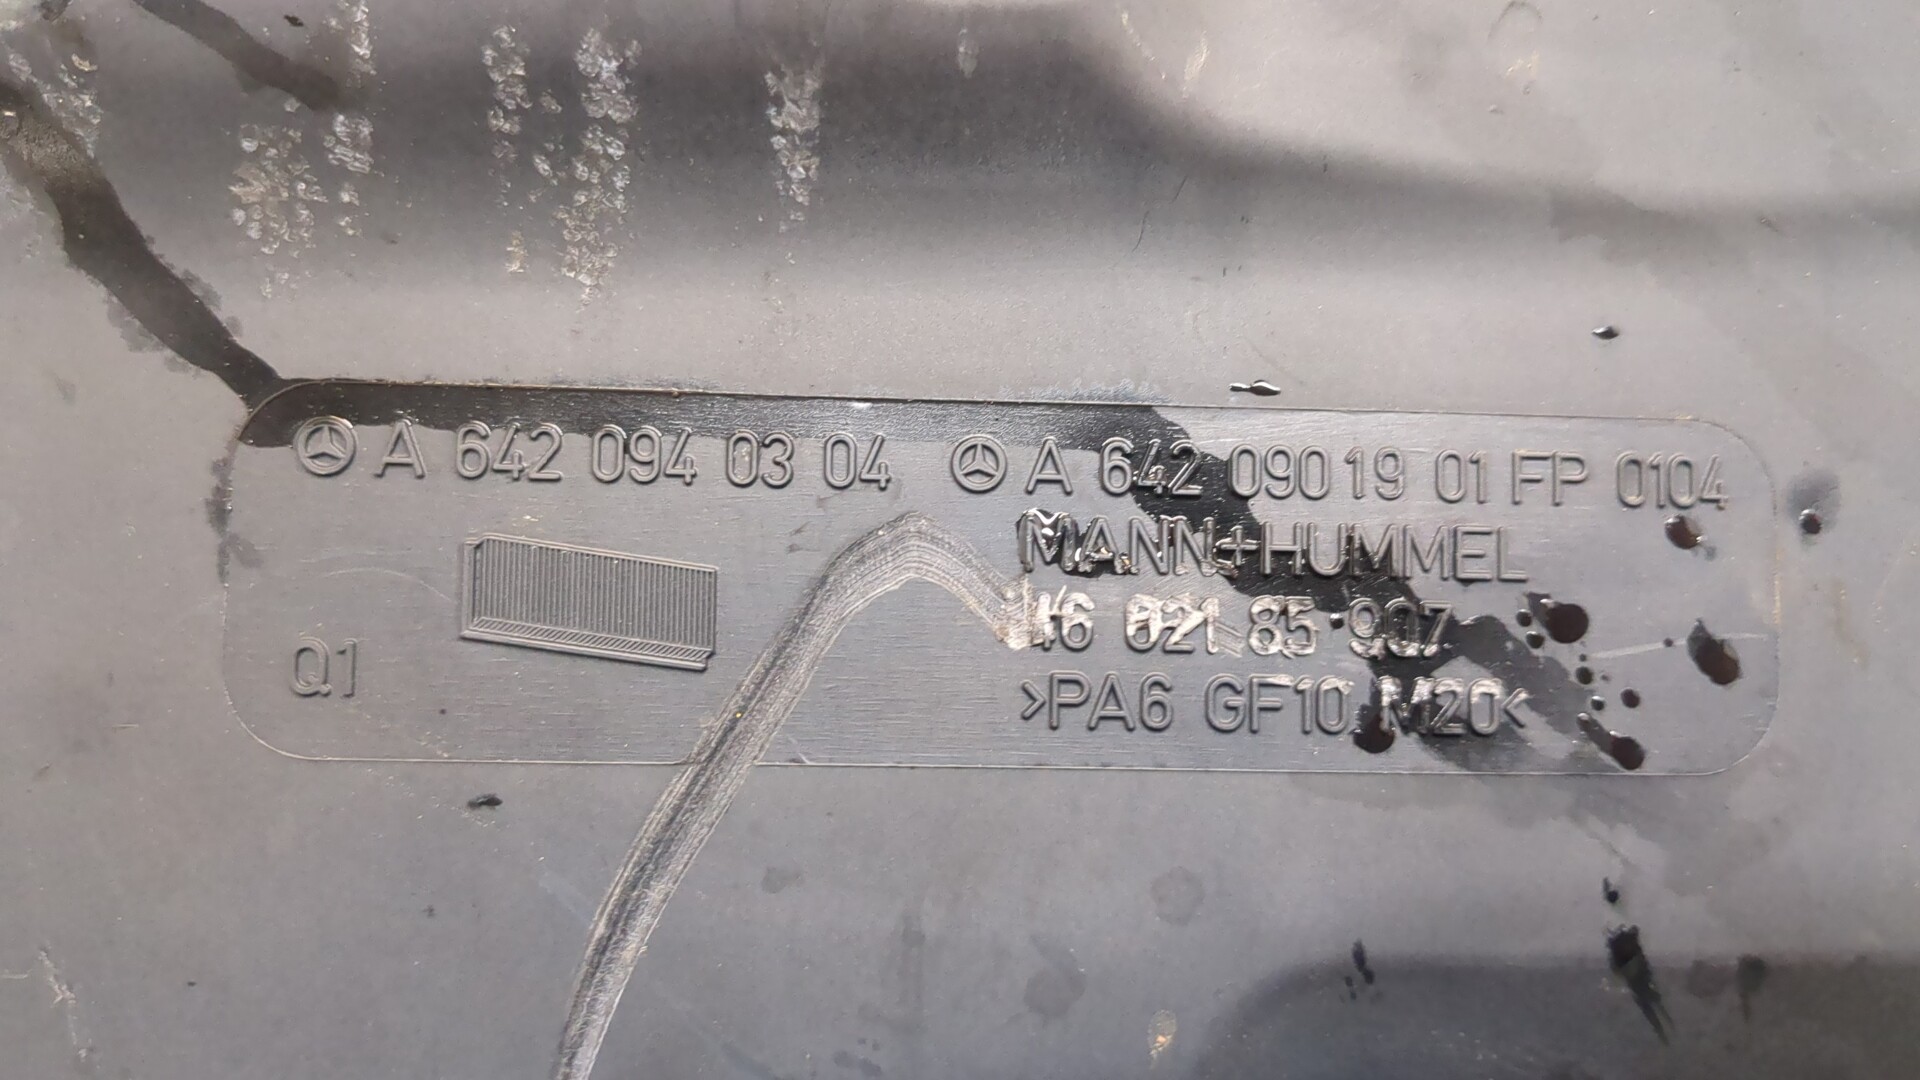 A 642 094 03 04 A 642 090 19 01 FP 0104
MANN+HUMMEL
46 021 85 907
Q1
>PA6 GF10 M20<